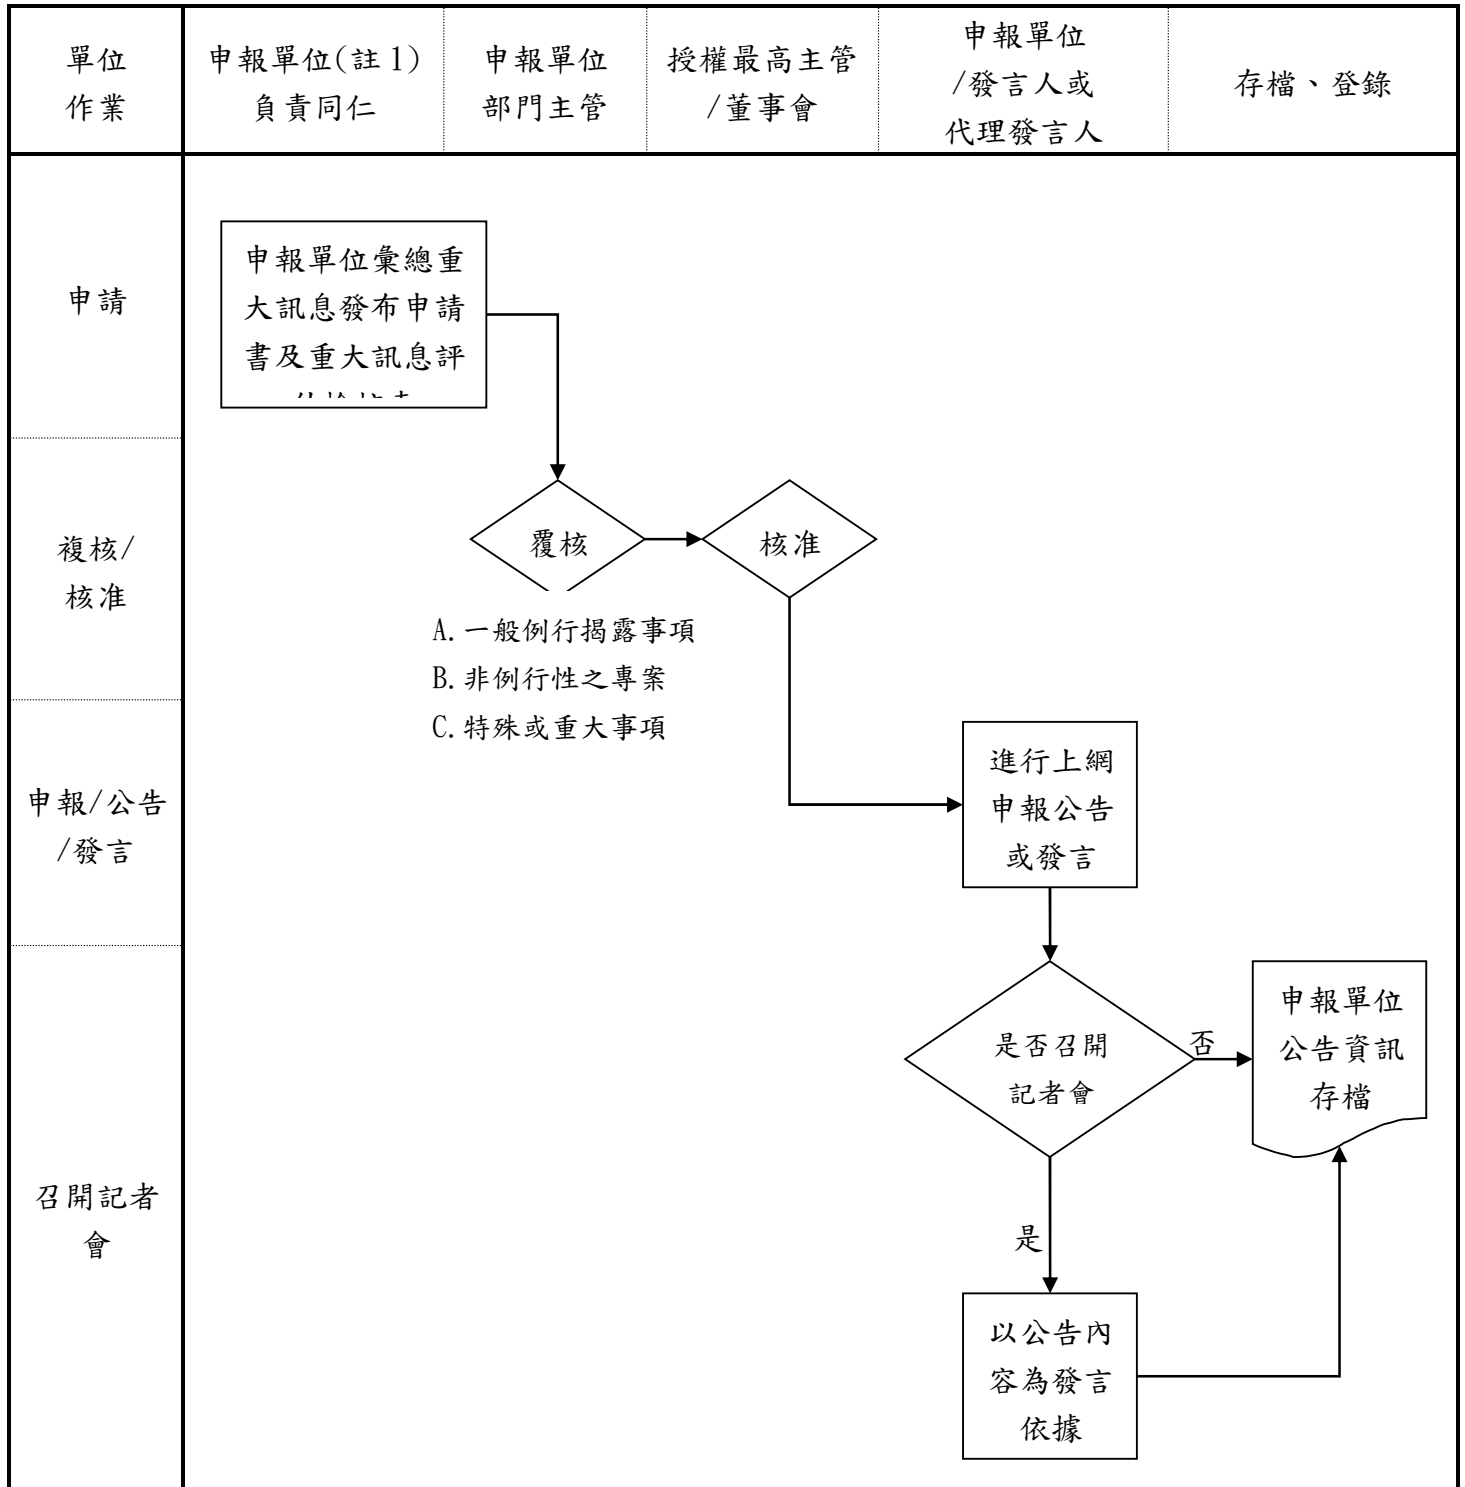 單位
作業
申報單位(註1)
負責同仁
申報單位
部門主管
授權最高主管
/董事會
申報單位
/發言人或
代理發言人
存檔、登錄
申請
申報單位彙總重
大訊息發布申請
書及重大訊息評
複核/
核准
覆核
核准
A.一般例行揭露事項
B.非例行性之專案
C.特殊或重大事項
申報/公告
/發言
進行上網
申報公告
或發言
召開記者
會
是否召開
記者會
否
申報單位
公告資訊
存檔
是
以公告內
容為發言
依據